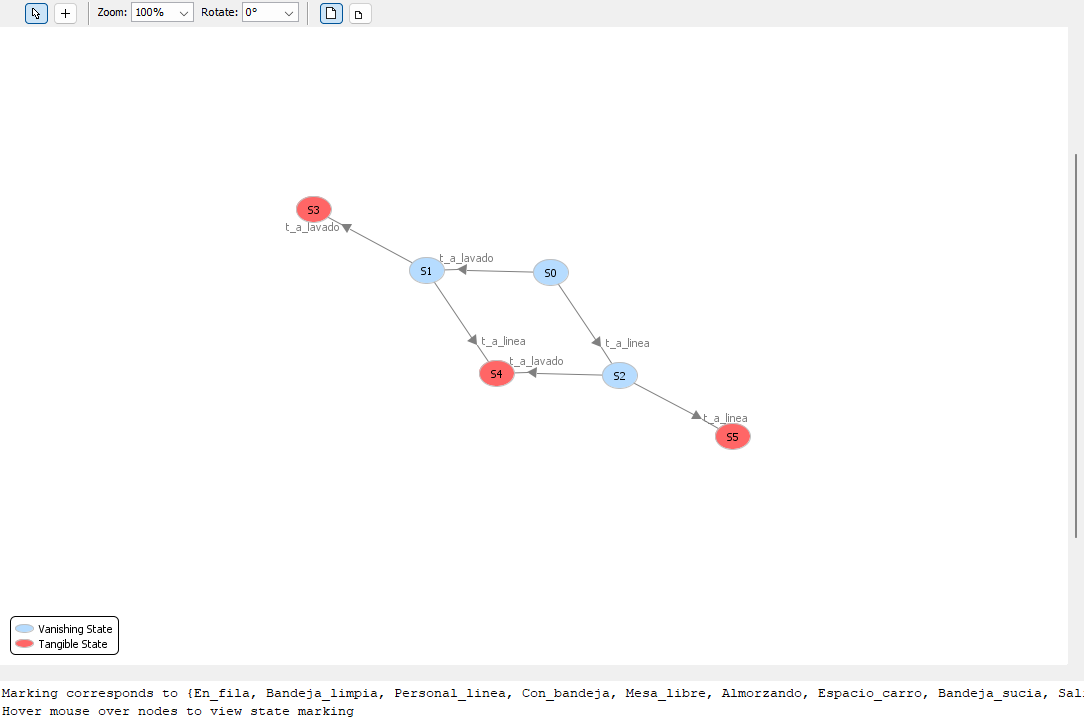 Zoom: 100% Rotate: 0°
S3
t_a_lavado
t_a_lavado
S1
S0
t_a_linea
t_a_linea
t_a_lavado
S4
S2
t_a_linea
S5
Vanishing State
Tangible State
Marking corresponds to {En_fila, Bandeja_limpia, Personal_linea, Con_bandeja, Mesa_libre, Almorzando, Espacio_carro, Bandeja_sucia, Sali
Hover mouse over nodes to view state marking